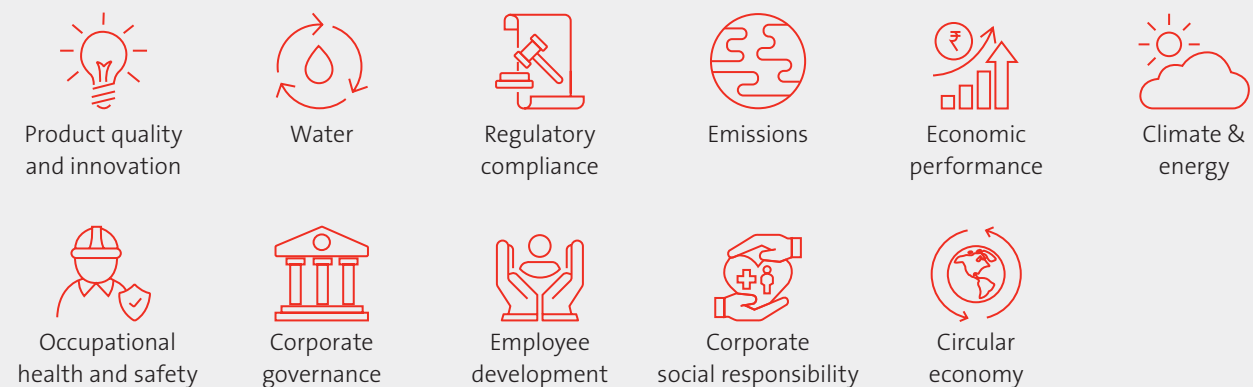 ₹
Product quality
and innovation
Water
Regulatory
compliance
Emissions
Economic
performance
Climate &
energy
Occupational
health and safety
Corporate
governance
Employee
development
Corporate
social responsibility
Circular
economy